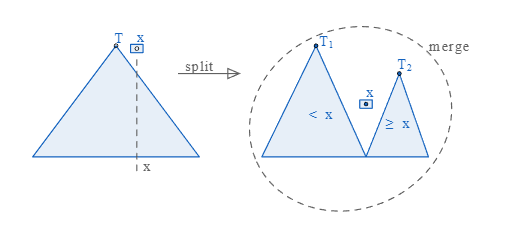 T x
split
x
T1
merge
T2
x
< x
≥ x